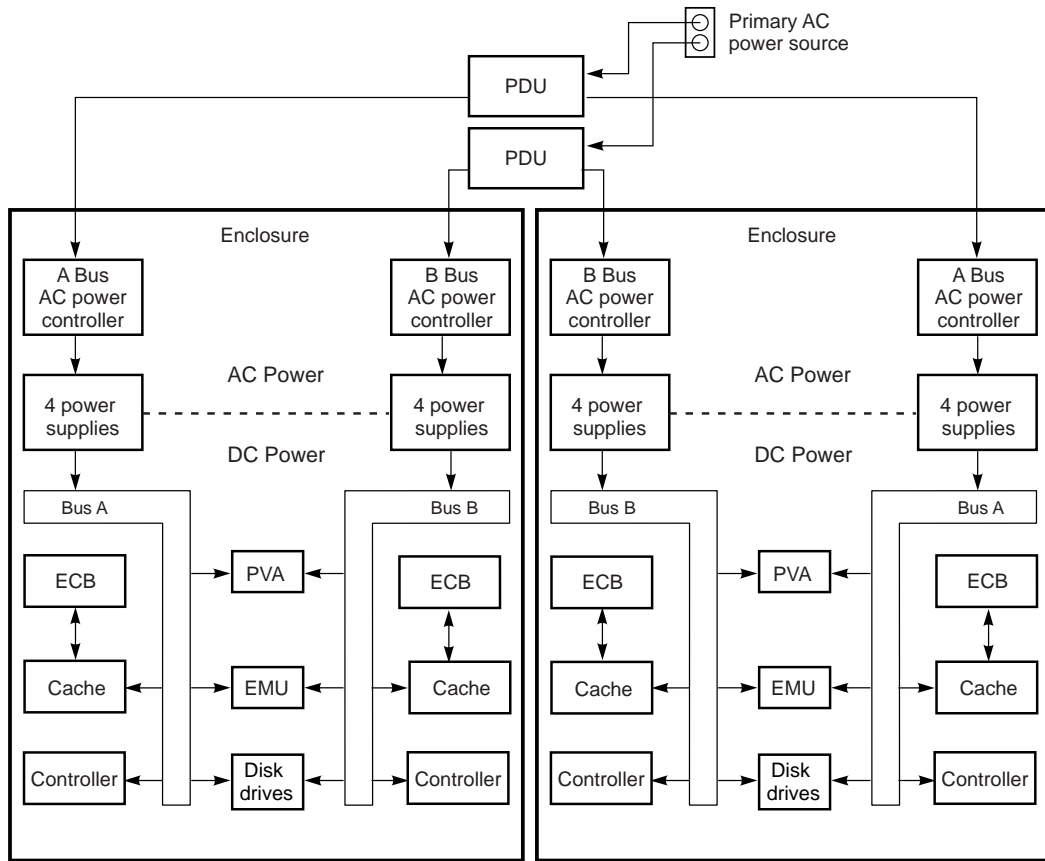 Primary AC
power source
PDU
PDU
Enclosure
A Bus
AC power
controller
B Bus
AC power
controller
AC Power
4 power
supplies
4 power
supplies
DC Power
Bus A
Bus B
ECB
PVA
ECB
Cache
EMU
Cache
Controller
Disk
drives
Controller
Enclosure
B Bus
AC power
controller
A Bus
AC power
controller
AC Power
4 power
supplies
4 power
supplies
DC Power
Bus B
Bus A
ECB
PVA
ECB
Cache
EMU
Cache
Controller
Disk
drives
Controller